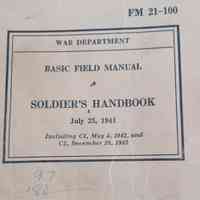 FM 21-100
WAR DEPARTMENT
BASIC FIELD MANUAL
SOLDIER'S HANDBOOK
July 23, 1941
Including C1, May 4, 1942, and
C2, December 28, 1942